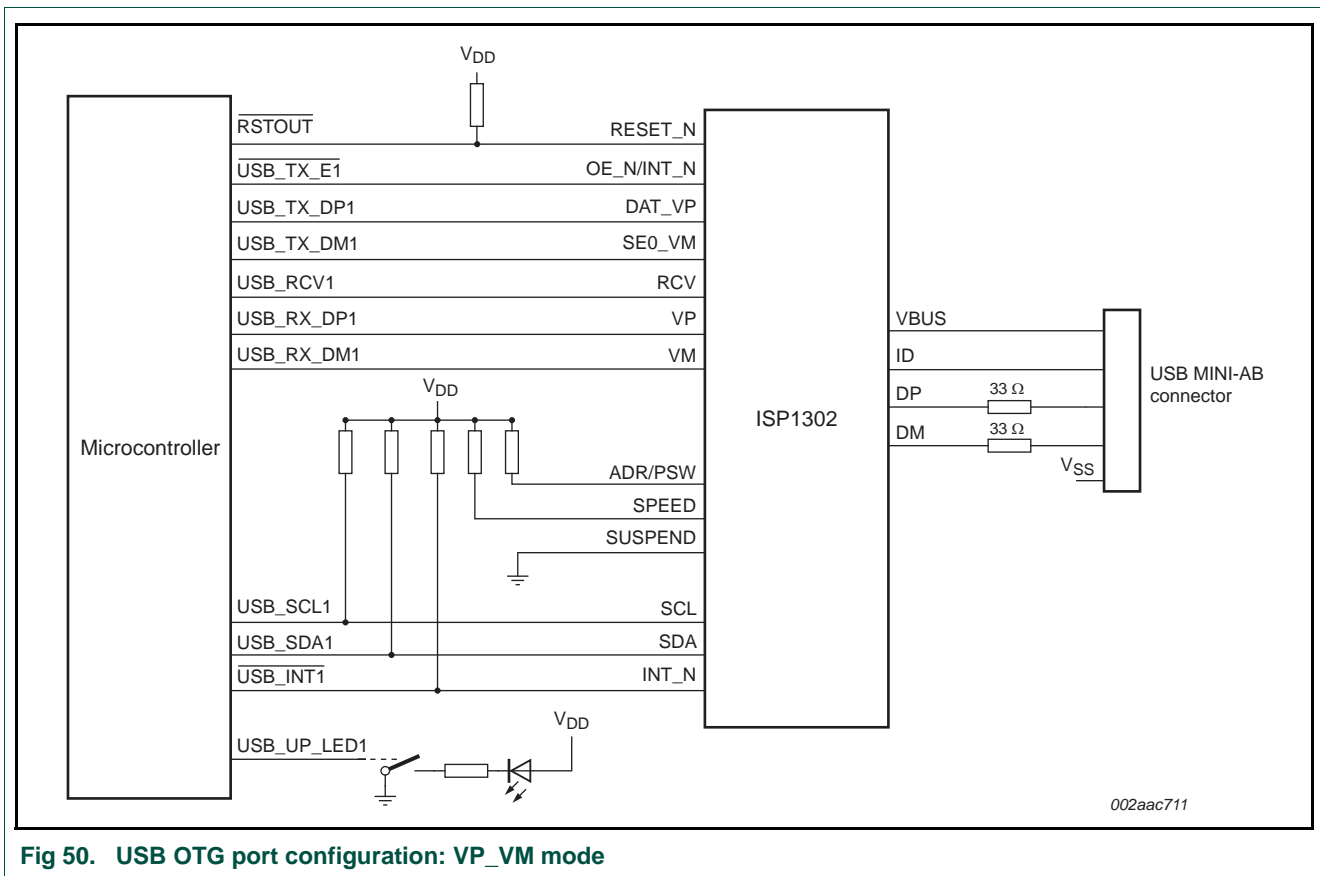 VDD
RSTOUT
RESET_N
USB_TX_E1
OE_N/INT_N
USB_TX_DP1
DAT_VP
USB_TX_DM1
SE0_VM
USB_RCV1
RCV
USB_RX_DP1
VP
USB_RX_DM1
VM
VBUS
ID
DP
33 Ω
DM
33 Ω
VSS
USB MINI-AB
connector
VDD
Microcontroller
ISP1302
ADR/PSW
SPEED
SUSPEND
USB_SCL1
SCL
USB_SDA1
SDA
USB_INT1
INT_N
VDD
USB_UP_LED1
002aac711
Fig 50. USB OTG port configuration: VP_VM mode